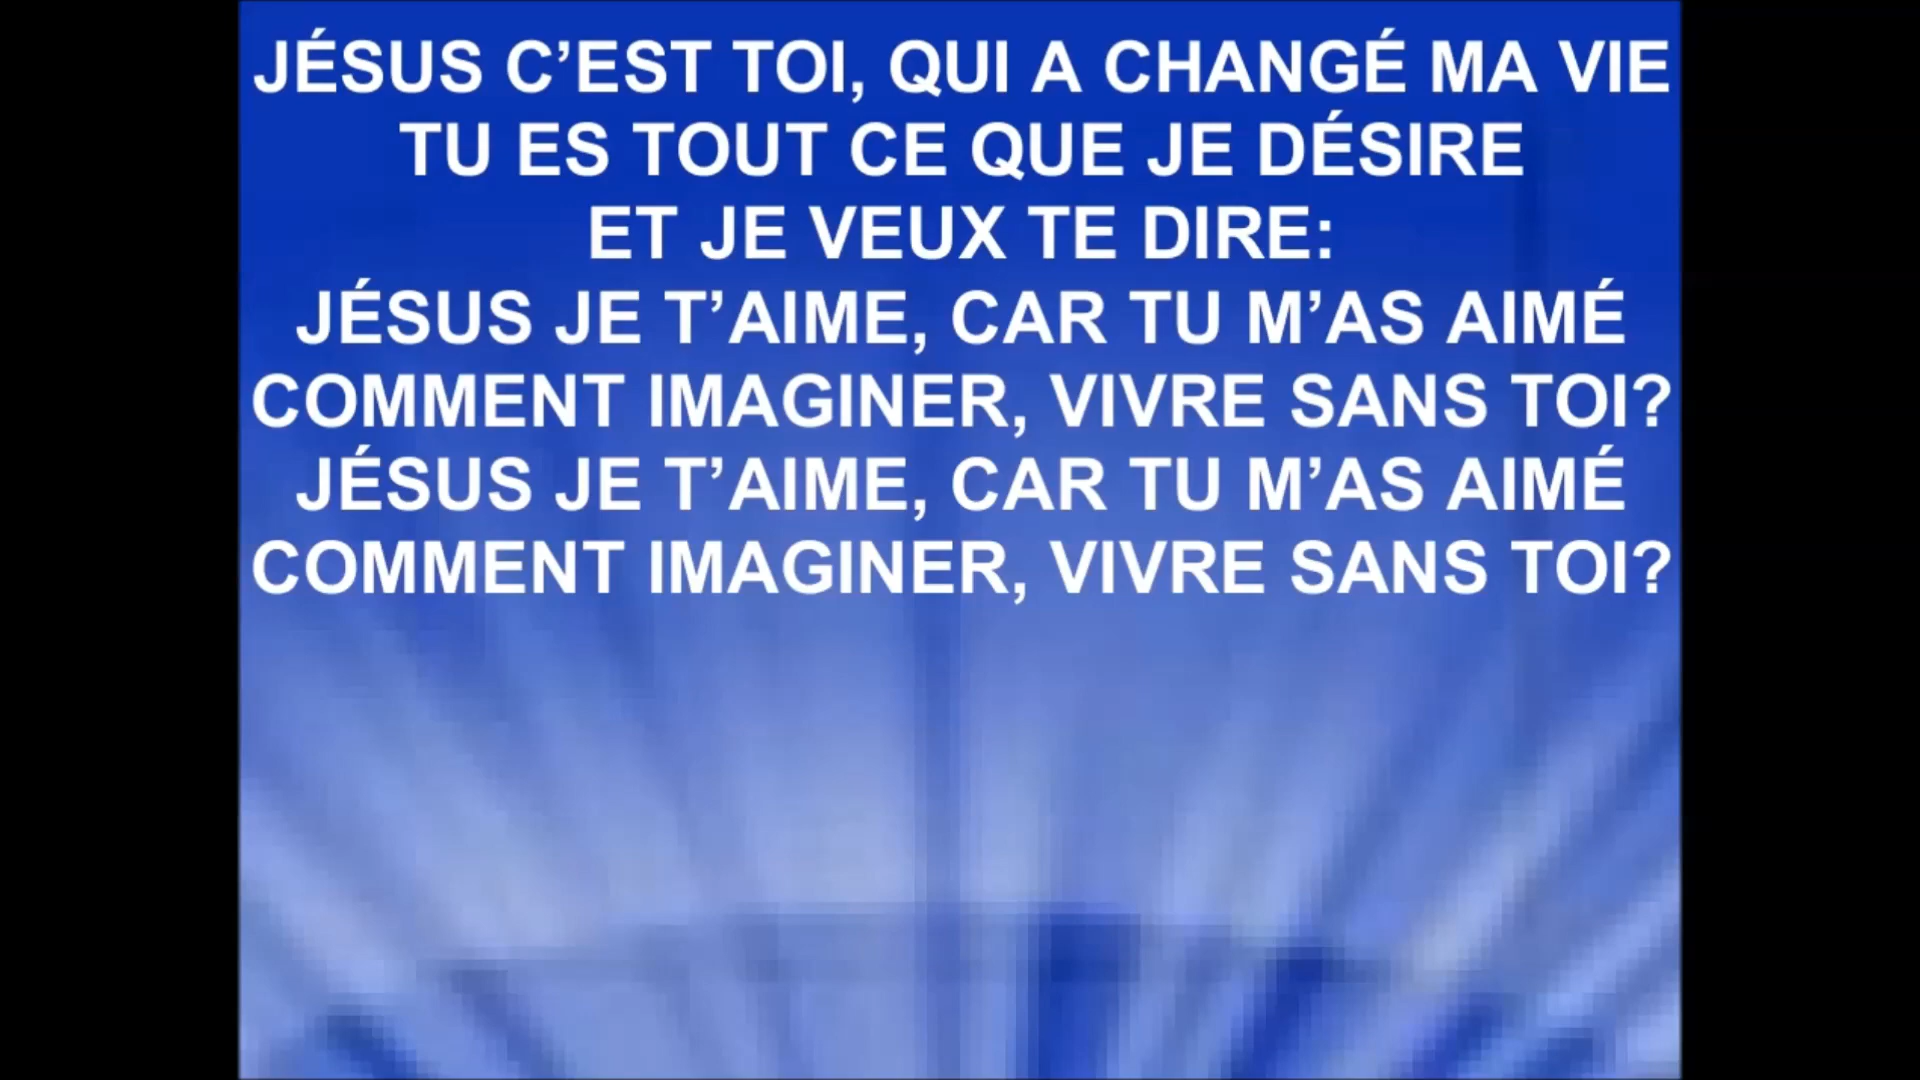 JÉSUS C’EST TOI, QUI A CHANGÉ MA VIE
TU ES TOUT CE QUE JE DÉSIRE
ET JE VEUX TE DIRE:
JÉSUS JE T’AIME, CAR TU M’AS AIMÉ
COMMENT IMAGINER, VIVRE SANS TOI?
JÉSUS JE T’AIME, CAR TU M’AS AIMÉ
COMMENT IMAGINER, VIVRE SANS TOI?